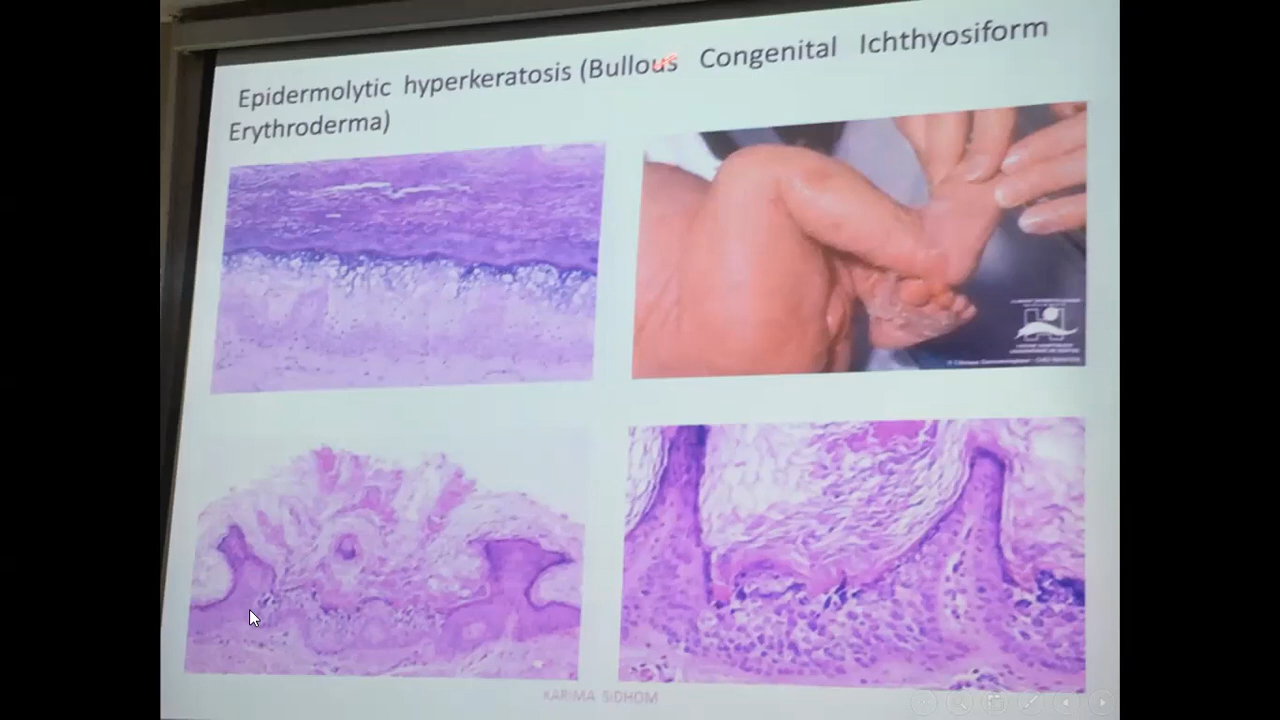 Epidermolytic hyperkeratosis (Bullous Congenital Ichthyosiform
Erythroderma)
KARIMA SIDHOM